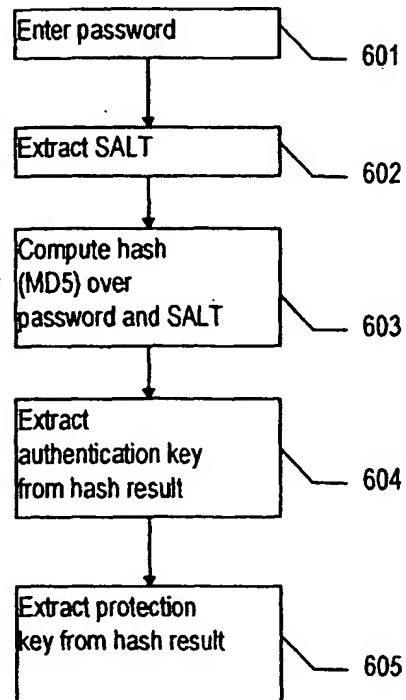 Enter password
601
Extract SALT
602
Compute hash
(MD5) over
password and SALT
603
Extract
authentication key
from hash result
604
Extract protection
key from hash result
605